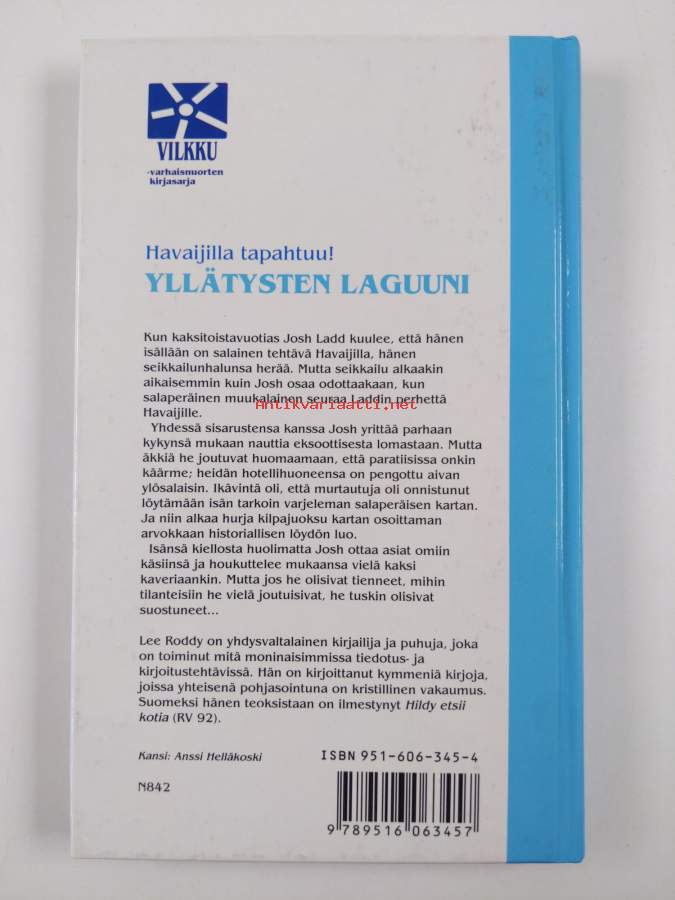 VILKKU
-varhaisnuorten
kirjasarja
Havaijilla tapahtuu!
YLLÄTYSTEN LAGUUNI
Kun kaksitoistavuotias Josh Ladd kuulee, että hänen
isällään on salainen tehtävä Havaijilla, hänen
seikkailunhalunsa herää. Mutta seikkailu alkaakin
aikaisemmin kuin Josh osaa odottaakaan, kun
salaperäinen muukalainen seuraa Laddin perhettä
Havaijille.
Antikvariaatti.net
Yhdessä sisarustensa kanssa Josh yrittää parhaan
kykynsä mukaan nauttia eksoottisesta lomastaan. Mutta
äkkiä he joutuvat huomaamaan, että paratiisissa onkin
käärme; heidän hotellihuoneensa on pengottu aivan
ylösalaisin. Ikävintä oli, että murtautuja oli onnistunut
löytämään isän tarkoin varjeleman salaperäisen kartan.
Ja niin alkaa hurja kilpajuoksu kartan osoittaman
arvokkaan historiallisen löydön luo.
Isänsä kiellosta huolimatta Josh ottaa asiat omiin
käsiinsä ja houkuttelee mukaansa vielä kaksi
kaveriaankin. Mutta jos he olisivat tienneet, mihin
tilanteisiin he vielä joutuisivat, he tuskin olisivat
suostuneet...
Lee Roddy on yhdysvaltalainen kirjailija ja puhuja, joka
on toiminut mitä moninaisimmissa tiedotus- ja
kirjoitustehtävissä. Hän on kirjoittanut kymmeniä kirjoja,
joissa yhteisenä pohjasointuna on kristillinen vakaumus.
Suomeksi hänen teoksistaan on ilmestynyt Hildy etsii
kotia (RV 92).
Kansi: Anssi Helläkoski
ISBN 951-606-345-4
N842
9 789516 063457